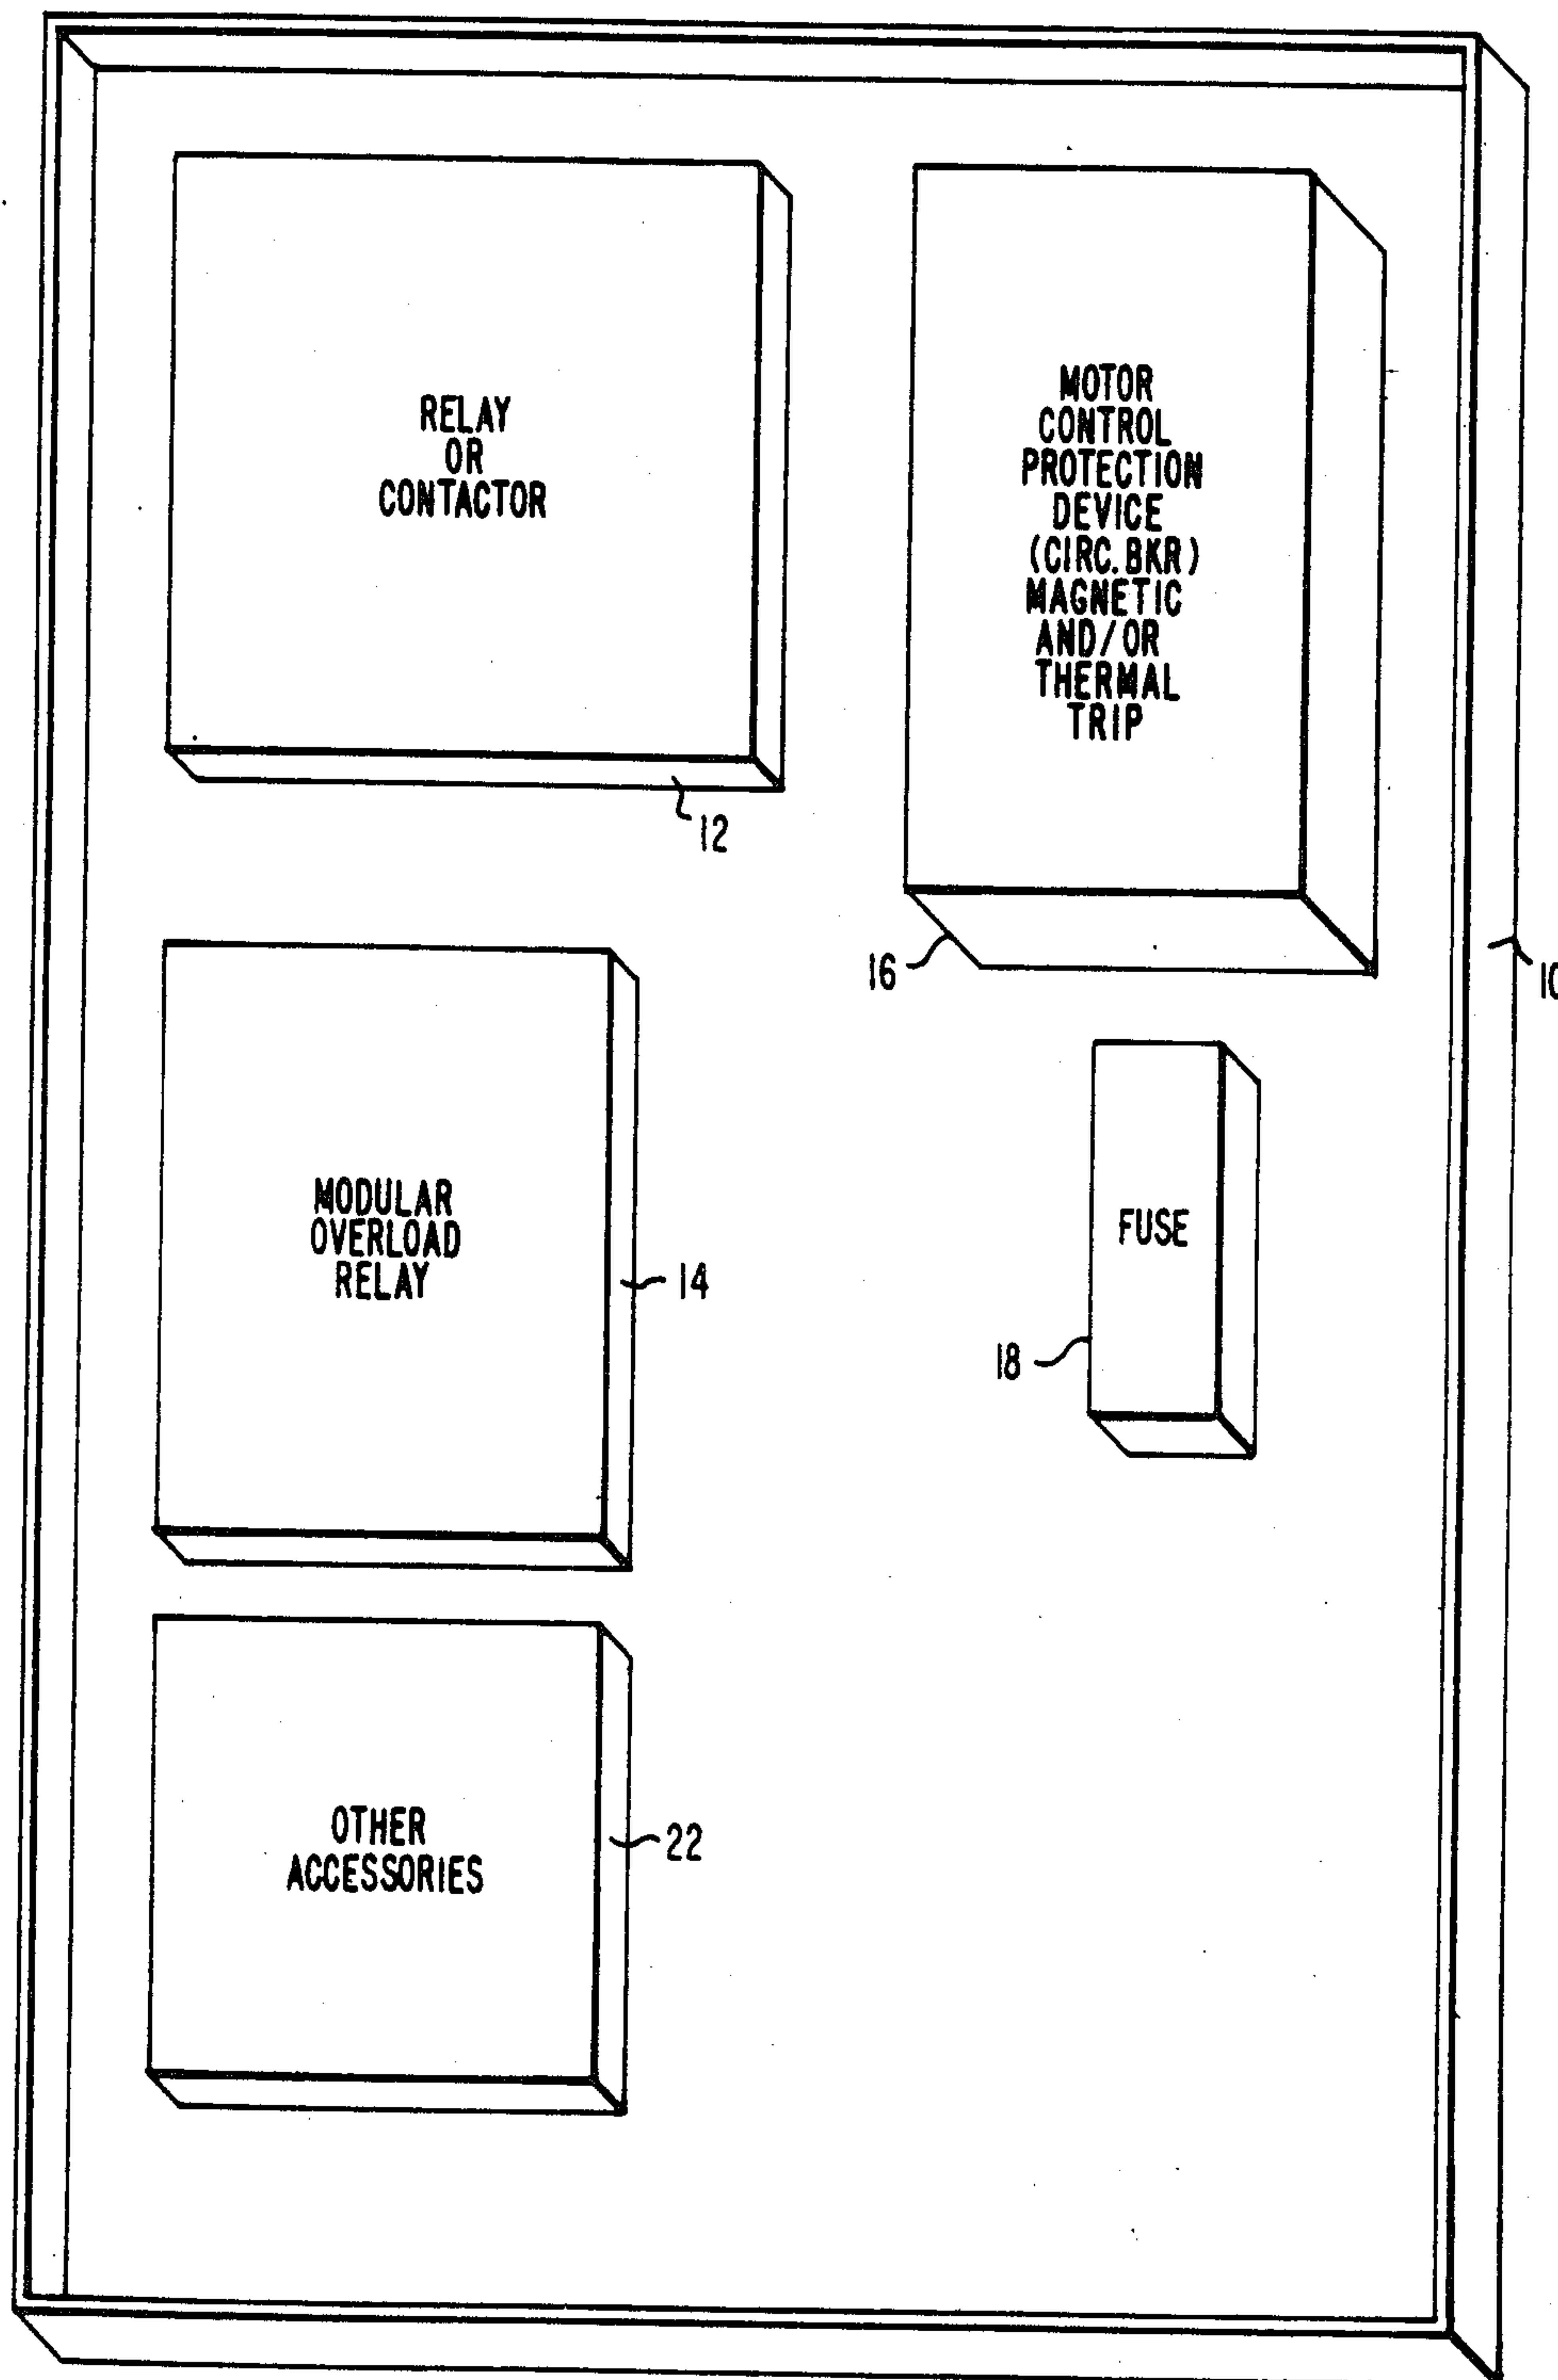 RELAY
OR
CONTACTOR
12
MOTOR
CONTROL
PROTECTION
DEVICE
(CIRC. BKR)
MAGNETIC
AND/OR
THERMAL
TRIP
16
10
MODULAR
OVERLOAD
RELAY
14
FUSE
18
OTHER
ACCESSORIES
22